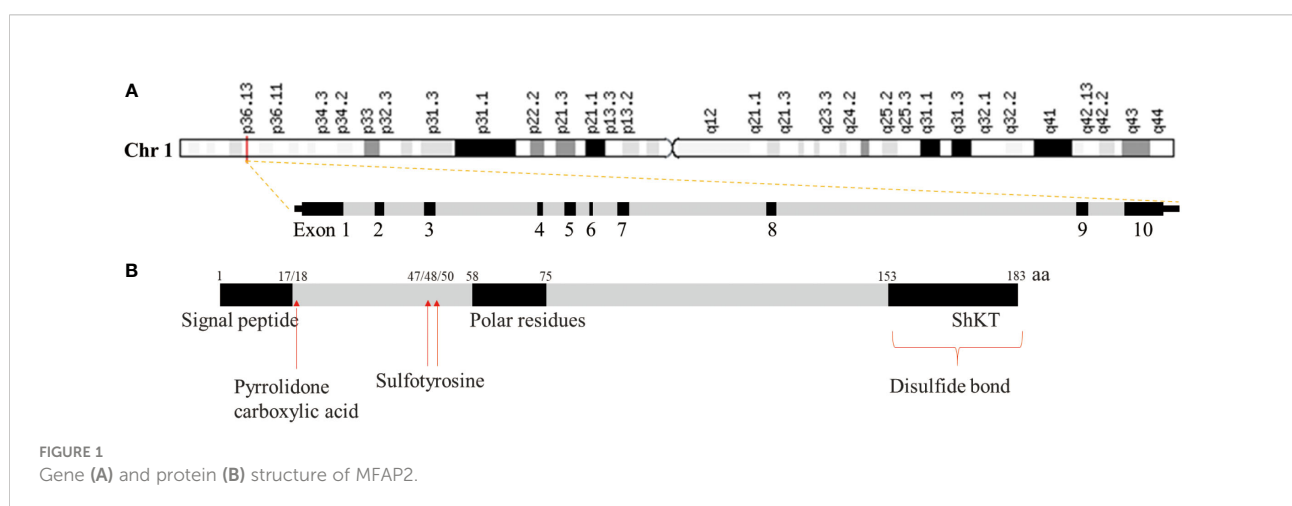 A
p36.13 p36.11 p34.3 p34.2 p33 p32.3 p31.3 p31.1 p22.2 p21.3 p21.1 p13.3 p13.2 q12 q21.1 q21.3 q23.3 q24.2 q25.2 q25.3 q31.1 q31.3 q32.1 q32.2 q41 q42.13 q42.2 q43 q44
Chr 1
Exon 1 2 3 4 5 6 7 8 9 10
B
1 17/18 47/48/50 58 75 153 183 aa
Signal peptide Polar residues ShKT
Pyrrolidone
carboxylic acid
Sulfotyrosine
Disulfide bond
FIGURE 1
Gene (A) and protein (B) structure of MFAP2.